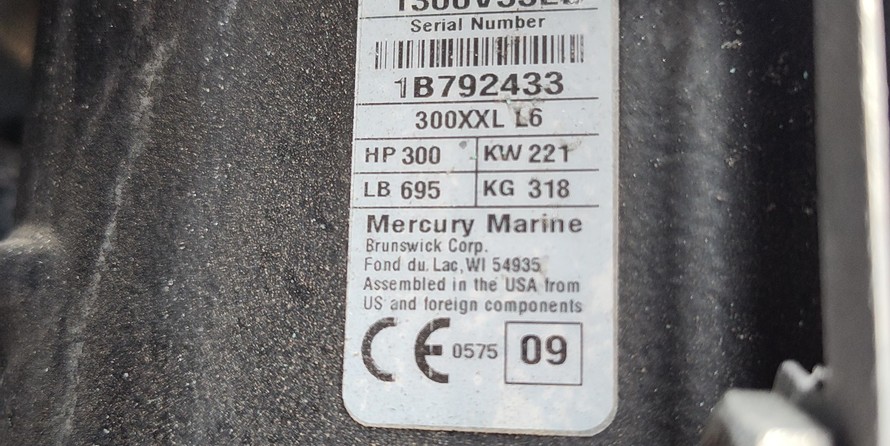 Serial Number
1B792433
300XXL L6
HP 300 KW 221
LB 695 KG 318
Mercury Marine
Brunswick Corp.
Fond du. Lac, WI 54935
Assembled in the USA from
US and foreign components
CE 0575 09